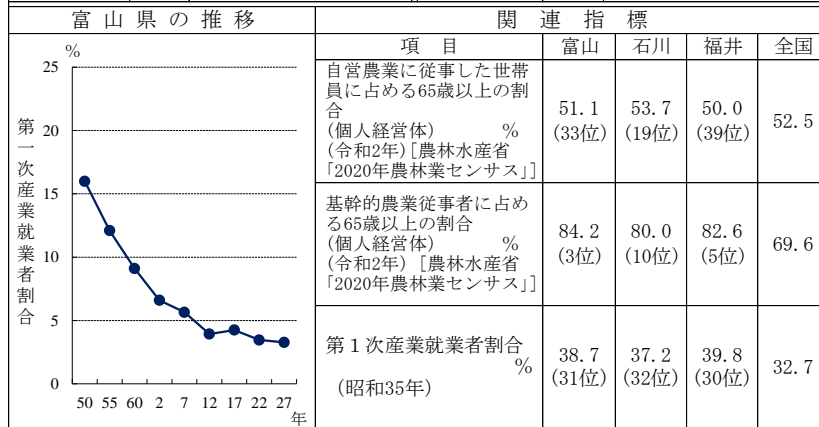 富山県の推移
%
25
20
15
10
5
0
第一次産業就業者割合
50 55 60 2 7 12 17 22 27
年
関連指標
項目 富山 石川 福井 全国
自営農業に従事した世帯
員に占める65歳以上の割
合
(個人経営体) %
(令和2年)[農林水産省
「2020年農林業センサス」]
51.1 53.7 50.0 52.5
(33位) (19位) (39位)
基幹的農業従事者に占め
る65歳以上の割合
(個人経営体) %
(令和2年) [農林水産省
「2020年農林業センサス」]
84.2 80.0 82.6 69.6
(3位) (10位) (5位)
第1次産業就業者割合
%
(昭和35年)
38.7 37.2 39.8 32.7
(31位) (32位) (30位)